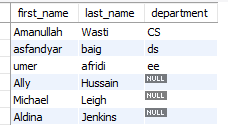 first_name last_name department
Amanullah Wasti CS
asfandyar baig ds
umer afridi ee
Ally Hussain NULL
Michael Leigh NULL
Aldina Jenkins NULL